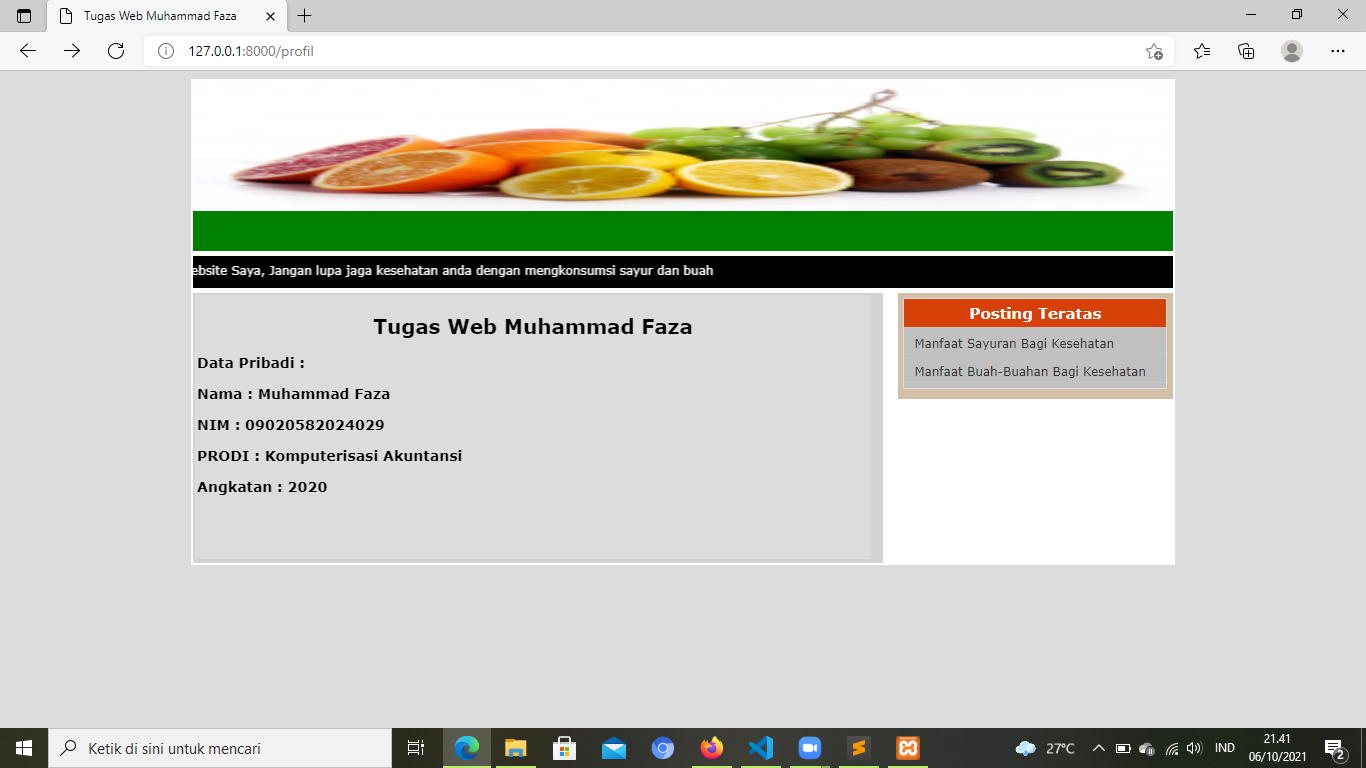 Tugas Web Muhammad Faza
127.0.0.1:8000/profil
ebsite Saya, Jangan lupa jaga kesehatan anda dengan mengkonsumsi sayur dan buah
Tugas Web Muhammad Faza
Data Pribadi :
Nama : Muhammad Faza
NIM : 09020582024029
PRODI : Komputerisasi Akuntansi
Angkatan : 2020
Posting Teratas
Manfaat Sayuran Bagi Kesehatan
Manfaat Buah-Buahan Bagi Kesehatan
Ketik di sini untuk mencari
27°C
IND
21.41
06/10/2021
2